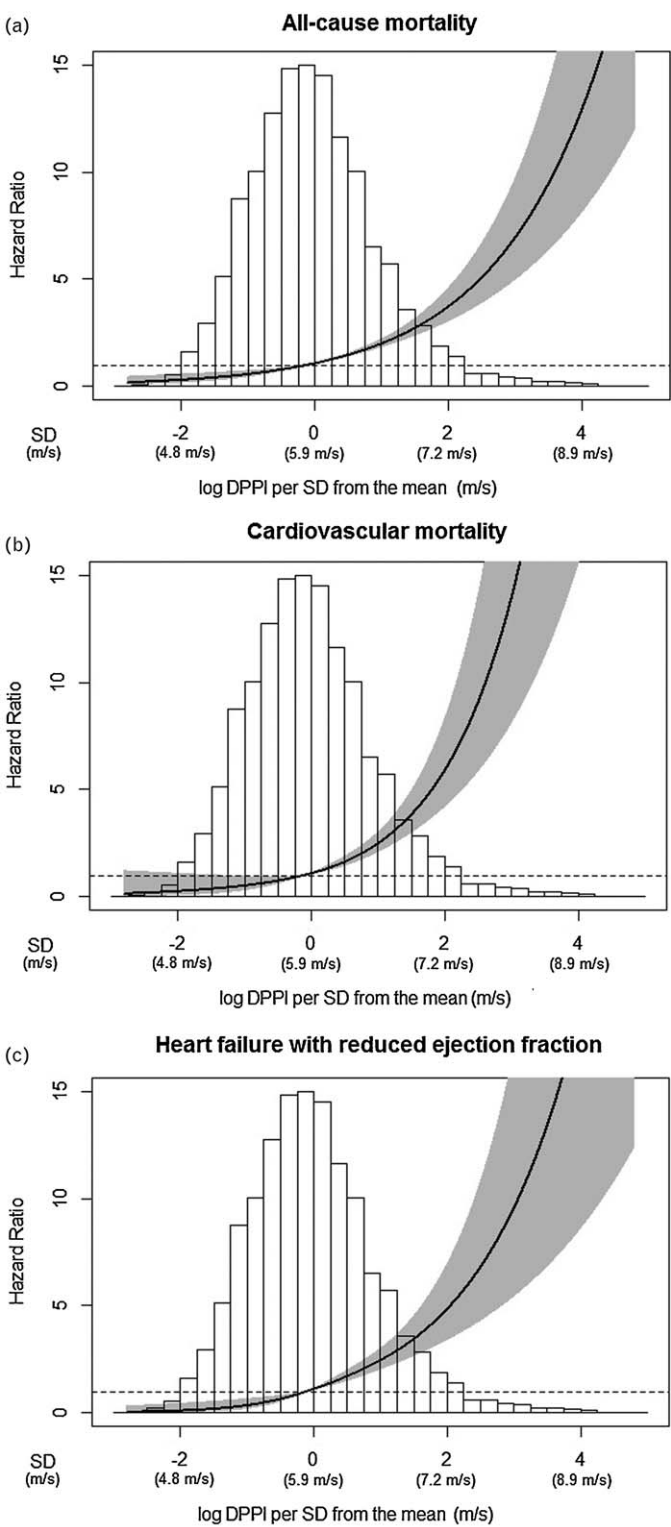 (a)
All-cause mortality
15
10
5
0
Hazard Ratio
SD -2 0 2 4
(m/s) (4.8 m/s) (5.9 m/s) (7.2 m/s) (8.9 m/s)
log DPPI per SD from the mean (m/s)
(b)
Cardiovascular mortality
15
10
5
0
Hazard Ratio
SD -2 0 2 4
(m/s) (4.8 m/s) (5.9 m/s) (7.2 m/s) (8.9 m/s)
log DPPI per SD from the mean (m/s)
(c)
Heart failure with reduced ejection fraction
15
10
5
0
Hazard Ratio
SD -2 0 2 4
(m/s) (4.8 m/s) (5.9 m/s) (7.2 m/s) (8.9 m/s)
log DPPI per SD from the mean (m/s)